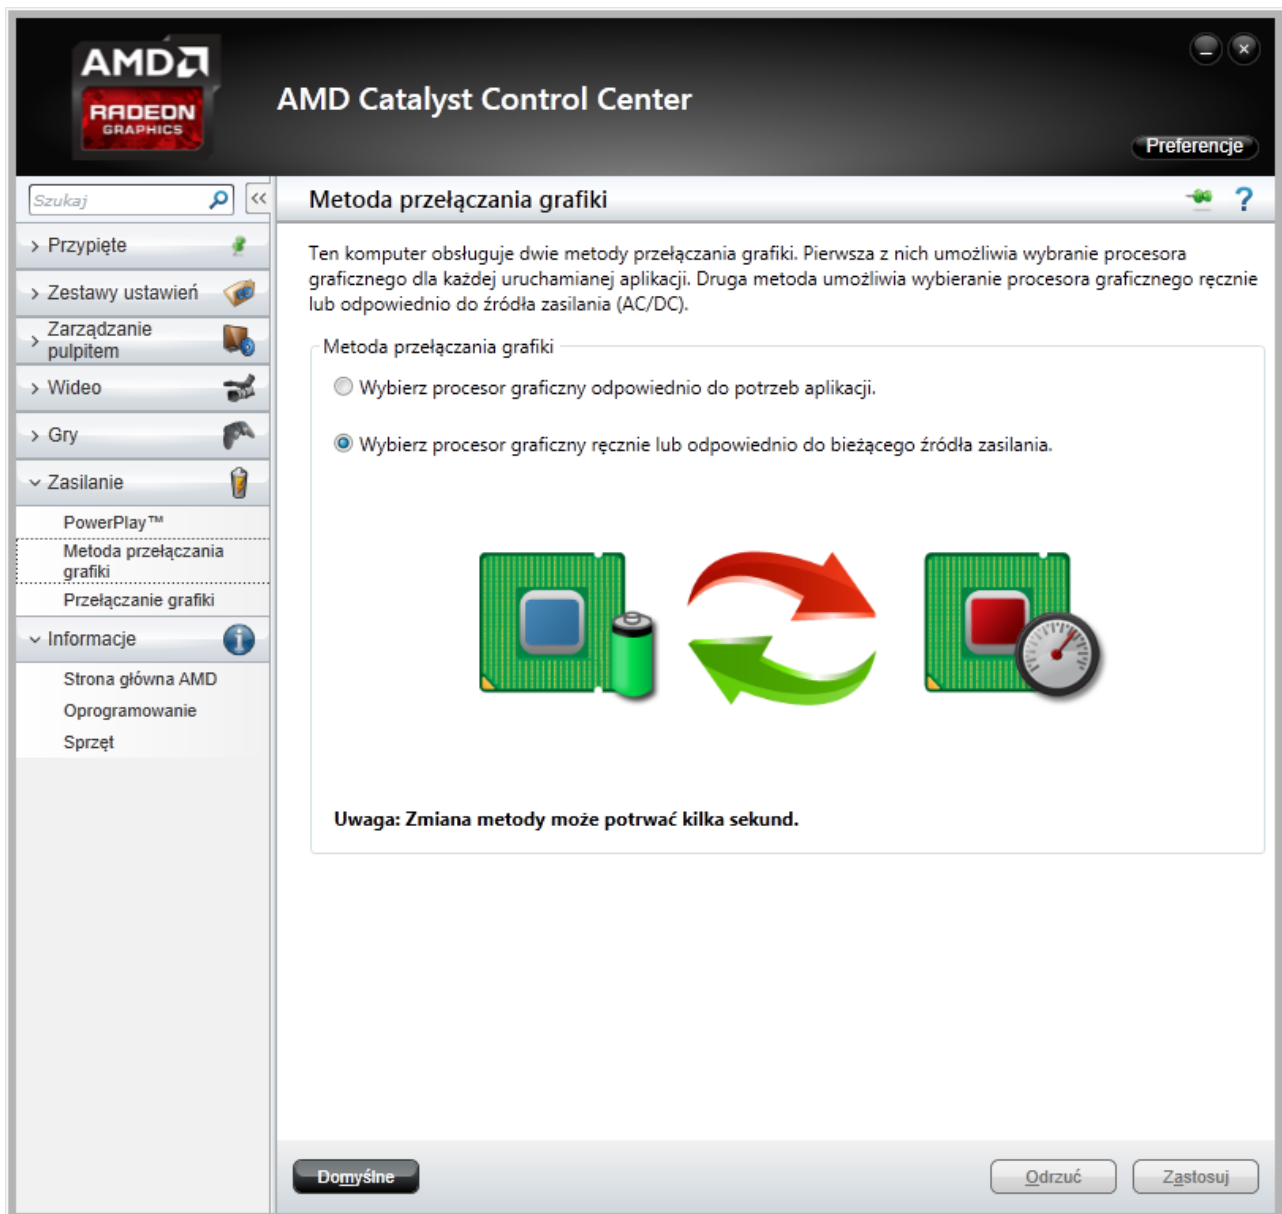 AMD
RADEON
GRAPHICS
AMD Catalyst Control Center
Preferencje
Szukaj
<<
Metoda przełączania grafiki
?
> Przypięte
> Zestawy ustawień
> Zarządzanie
pulpitem
> Wideo
> Gry
Zasilanie
PowerPlay™
Metoda przełączania
grafiki
Przełączanie grafiki
Informacje
Strona główna AMD
Oprogramowanie
Sprzęt
Ten komputer obsługuje dwie metody przełączania grafiki. Pierwsza z nich umożliwia wybranie procesora
graficznego dla każdej uruchamianej aplikacji. Druga metoda umożliwia wybieranie procesora graficznego ręcznie
lub odpowiednio do źródła zasilania (AC/DC).
Metoda przełączania grafiki
Wybierz procesor graficzny odpowiednio do potrzeb aplikacji.
Wybierz procesor graficzny ręcznie lub odpowiednio do bieżącego źródła zasilania.
Uwaga: Zmiana metody może potrwać kilka sekund.
Domyślne
Odrzuć
Zastosuj